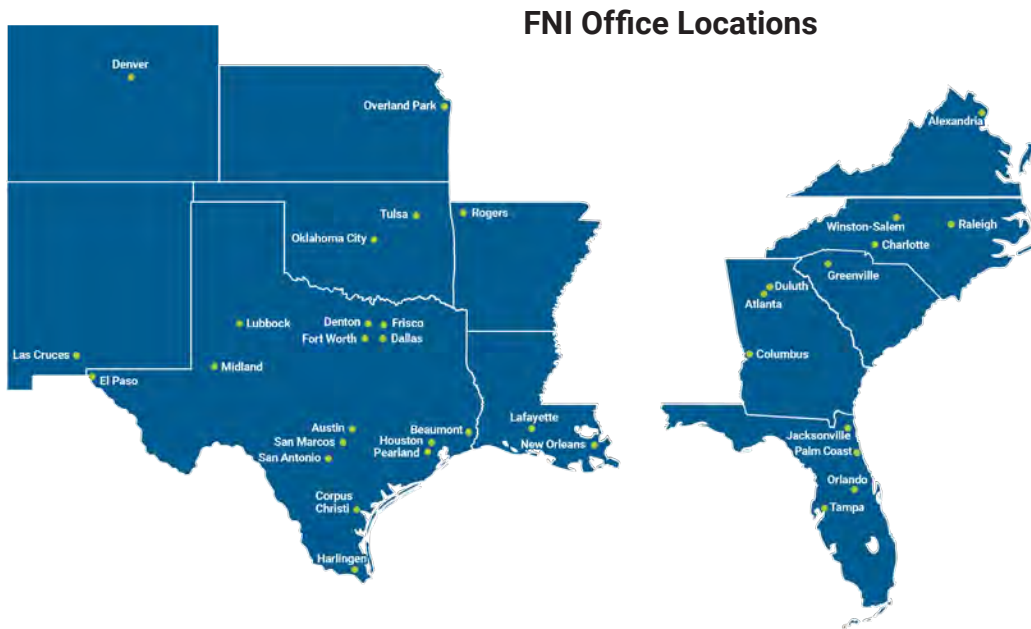 FNI Office Locations
Denver
Overland Park
Tulsa
Rogers
Oklahoma City
Lubbock
Denton
Frisco
Fort Worth
Dallas
Las Cruces
El Paso
Midland
Austin
San Marcos
San Antonio
Beaumont
Houston
Pearland
Lafayette
New Orleans
Corpus
Christi
Harlingen
Alexandria
Winston-Salem
Raleigh
Charlotte
Greenville
Duluth
Atlanta
Columbus
Jacksonville
Palm Coast
Orlando
Tampa